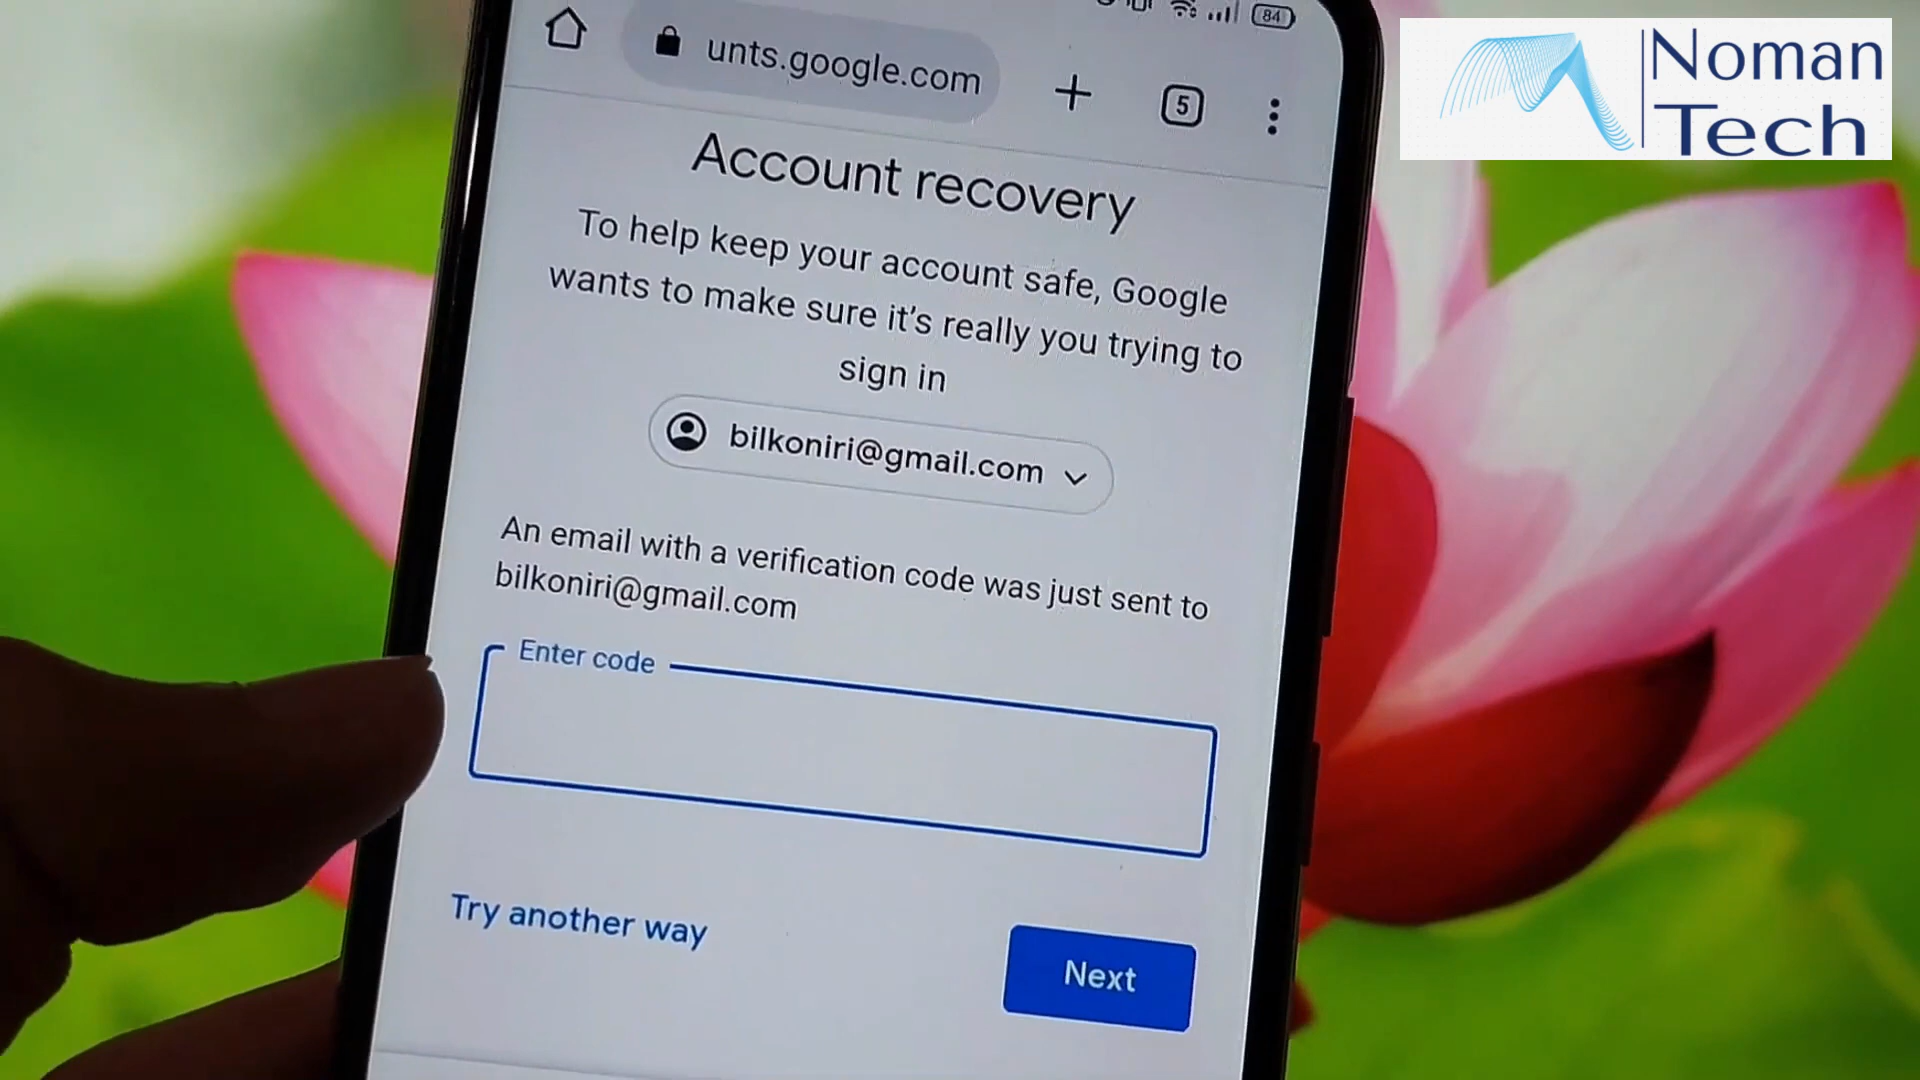 84
unts.google.com
5
Noman
Tech
Account recovery
To help keep your account safe, Google
wants to make sure it's really you trying to
sign in
bilkoniri@gmail.com
An email with a verification code was just sent to
bilkoniri@gmail.com
Enter code
Try another way
Next